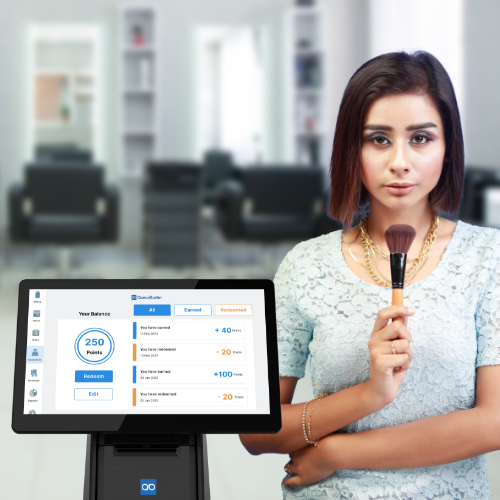 QueueBuster
Your Balance
All
Earned
Redeemed
250
Points
Redeem
Edit
You have earned
+ 40 Points
You have redeemed
- 20 Points
You have earned
+100 Points
You have redeemed
- 20 Points